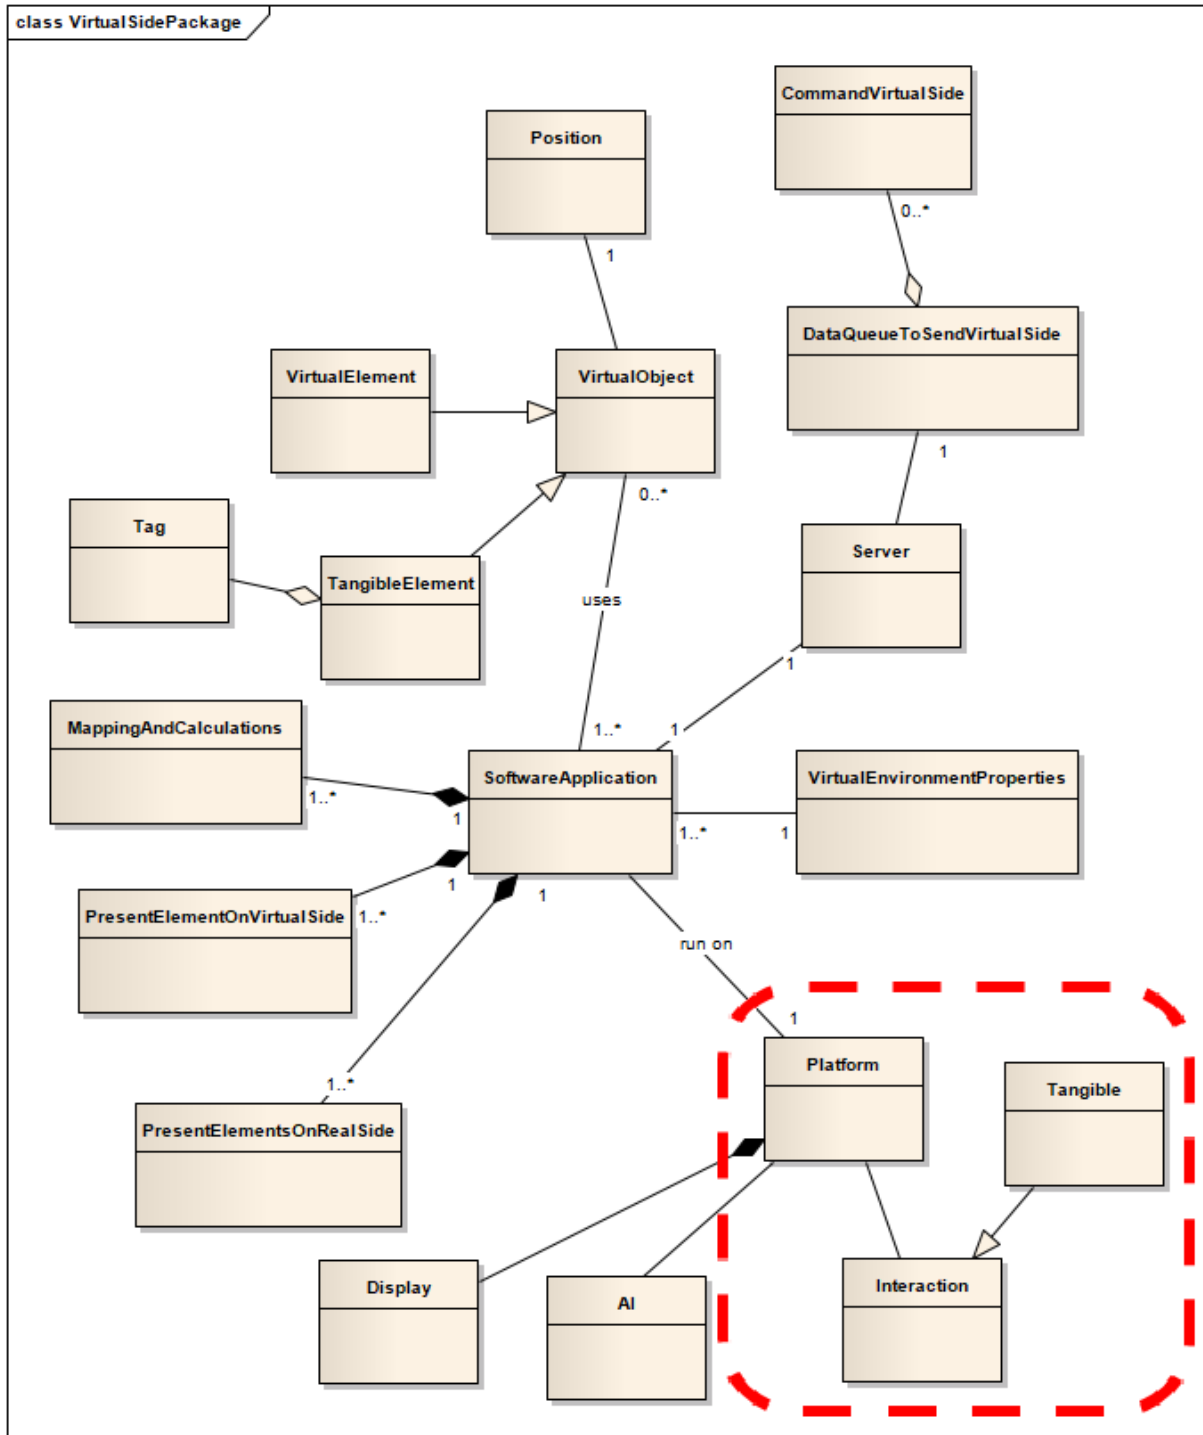 class VirtualSidePackage
CommandVirtualSide
Position
0..*
1
DataQueueToSendVirtualSide
VirtualElement
VirtualObject
1
0..*
Tag
Server
TangibleElement
uses
1
MappingAndCalculations
1..*
1
SoftwareApplication
VirtualEnvironmentProperties
1..*
1
1..*
1
1
1
PresentElementOnVirtualSide
1..*
run on
1
Platform
Tangible
1..*
PresentElementsOnRealSide
Display
AI
Interaction